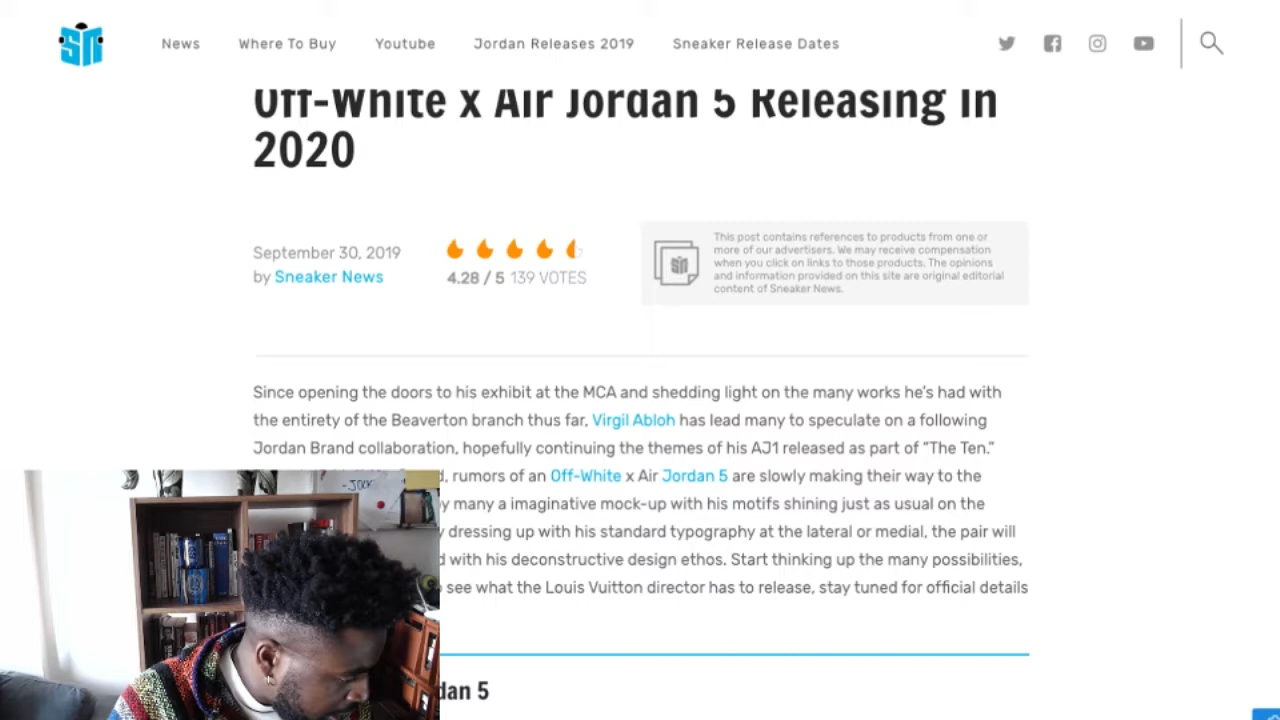 SN
News Where To Buy Youtube Jordan Releases 2019 Sneaker Release Dates
Off-White x Air Jordan 5 Releasing In
2020
September 30, 2019
by Sneaker News
4.28 / 5 139 VOTES
This post contains references to products from one or
more of our advertisers. We may receive compensation
when you click on links to those products. The opinions
and information provided on this site are original editorial
content of Sneaker News.
Since opening the doors to his exhibit at the MCA and shedding light on the many works he's had with
the entirety of the Beaverton branch thus far, Virgil Abloh has lead many to speculate on a following
Jordan Brand collaboration, hopefully continuing the themes of his AJ1 released as part of "The Ten."
, rumors of an Off-White x Air Jordan 5 are slowly making their way to the
many a imaginative mock-up with his motifs shining just as usual on the
dressing up with his standard typography at the lateral or medial, the pair will
with his deconstructive design ethos. Start thinking up the many possibilities,
see what the Louis Vuitton director has to release, stay tuned for official details
dan 5